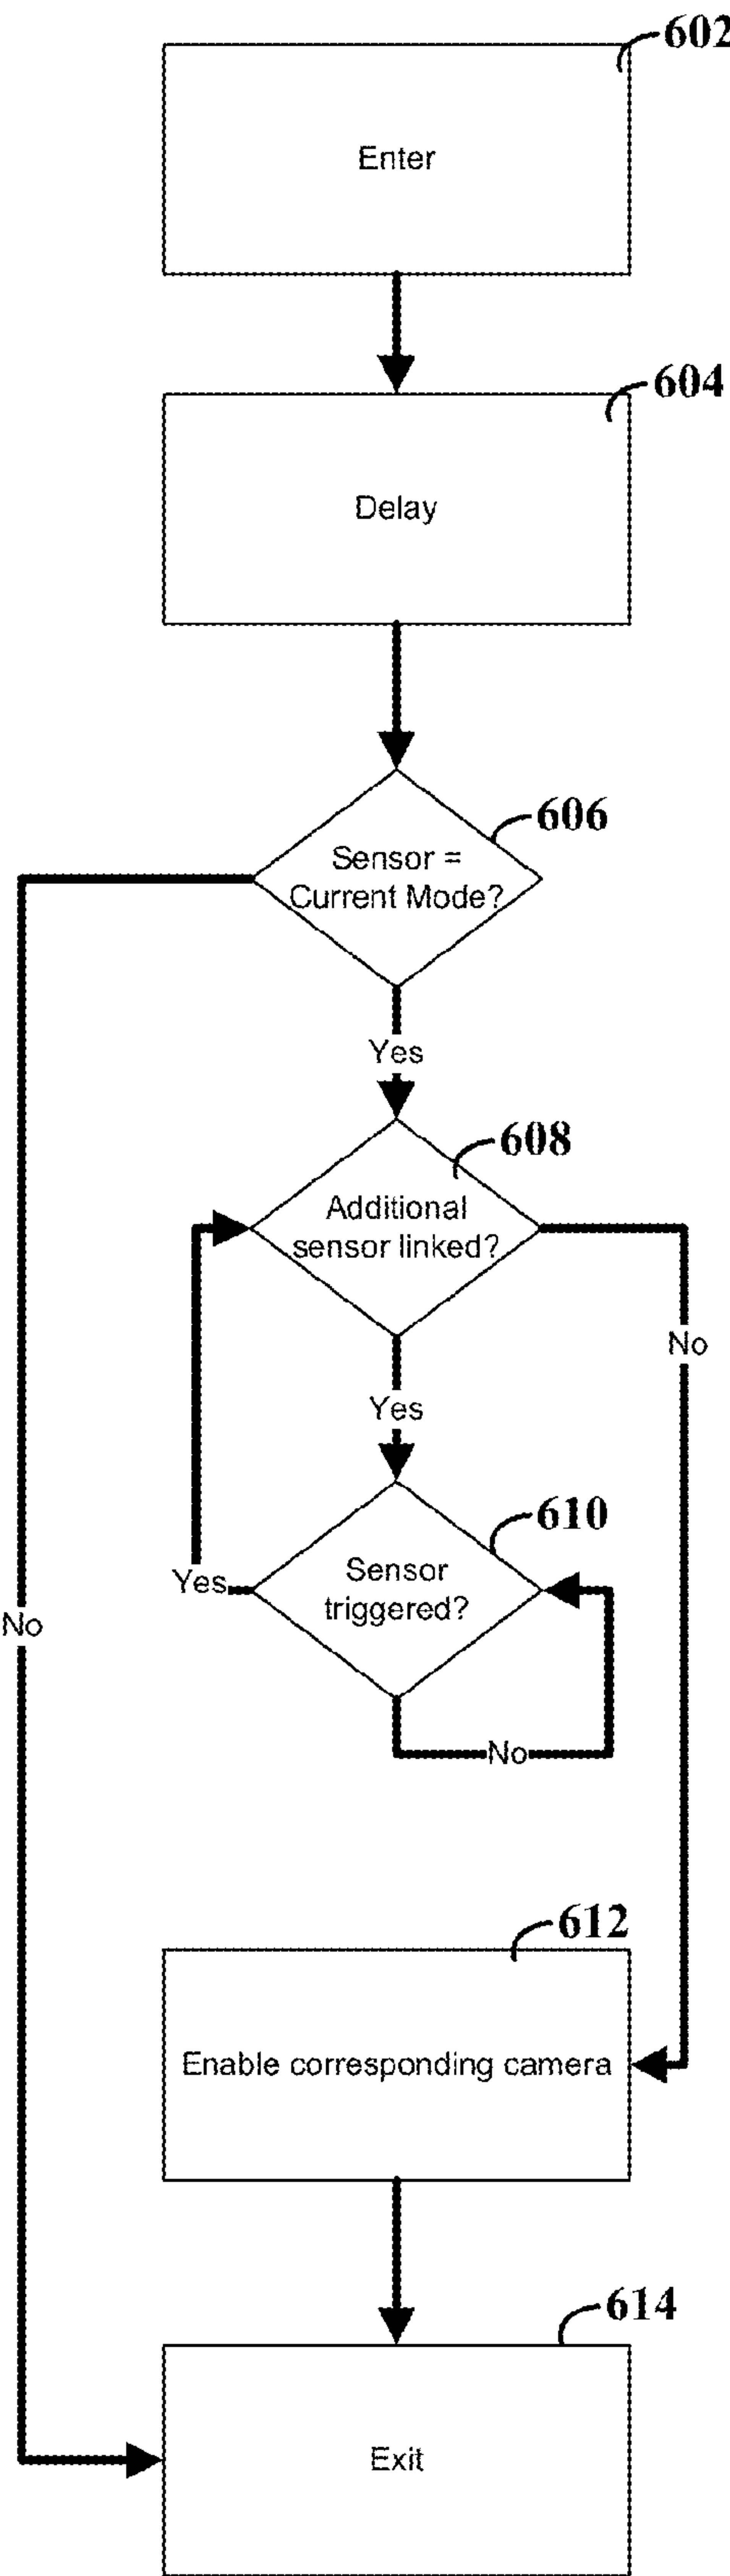 602
Enter
604
Delay
606
Sensor =
Current Mode?
Yes
608
Additional
sensor linked?
No
Yes
610
Sensor
triggered?
Yes
No
No
612
Enable corresponding camera
614
Exit